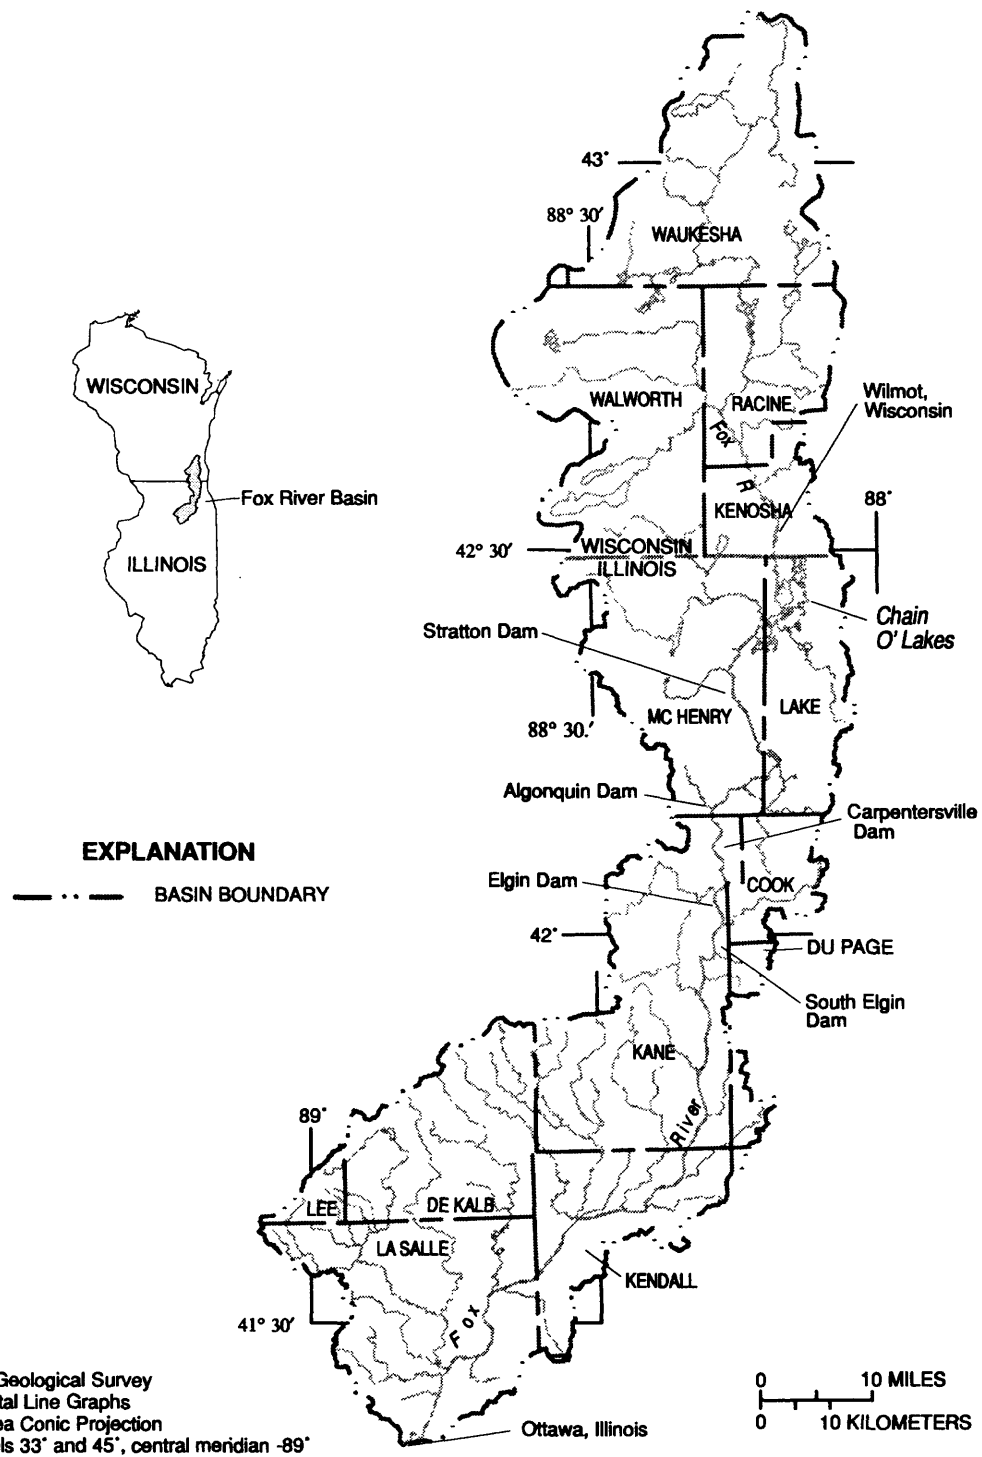 43°
88° 30′
WAUKESHA
WISCONSIN
WALWORTH
RACINE
Wilmot,
Wisconsin
Fox
R
KENOSHA
88°
Fox River Basin
ILLINOIS
42° 30′
WISCONSIN
ILLINOIS
Chain
O' Lakes
Stratton Dam
LAKE
MC HENRY
88° 30.′
Algonquin Dam
Carpentersville
Dam
EXPLANATION
BASIN BOUNDARY
Elgin Dam
COOK
42°
DU PAGE
South Elgin
Dam
KANE
River
89°
LEE
DE KALB
LA SALLE
KENDALL
Fox
41° 30′
Geological Survey
tal Line Graphs
ea Conic Projection
ls 33° and 45°, central meridian -89°
0 10 MILES
0 10 KILOMETERS
Ottawa, Illinois